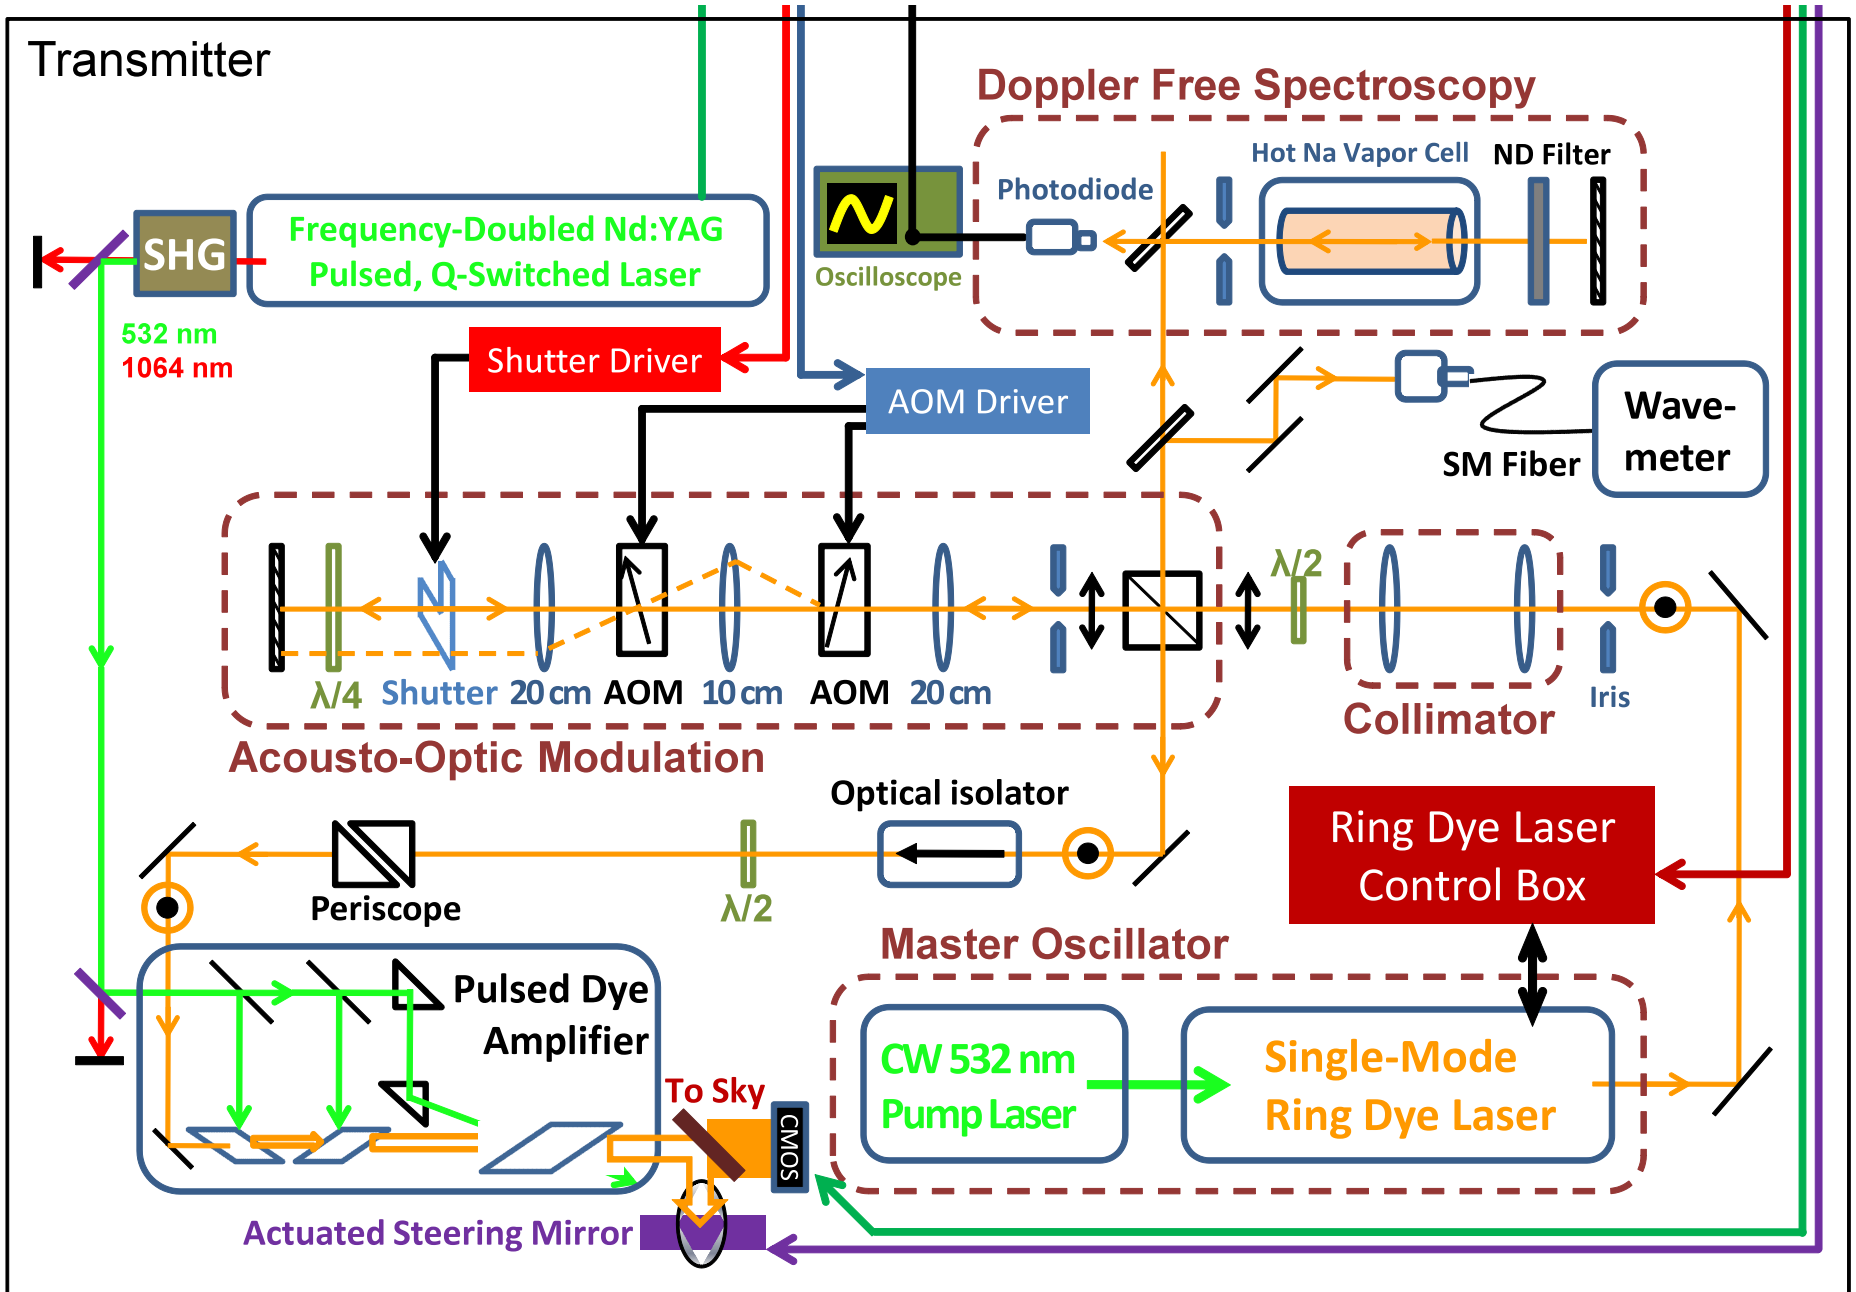 Transmitter
Doppler Free Spectroscopy
Hot Na Vapor Cell
ND Filter
Photodiode
Oscilloscope
SHG
Frequency-Doubled Nd:YAG
Pulsed, Q-Switched Laser
532 nm
1064 nm
Shutter Driver
AOM Driver
SM Fiber
Wave-
meter
λ/4
Shutter
20 cm
AOM
10 cm
AOM
20 cm
λ/2
Iris
Collimator
Acousto-Optic Modulation
Optical isolator
Periscope
λ/2
Ring Dye Laser
Control Box
Master Oscillator
CW 532 nm
Pump Laser
Single-Mode
Ring Dye Laser
Pulsed Dye
Amplifier
To Sky
CMOS
Actuated Steering Mirror